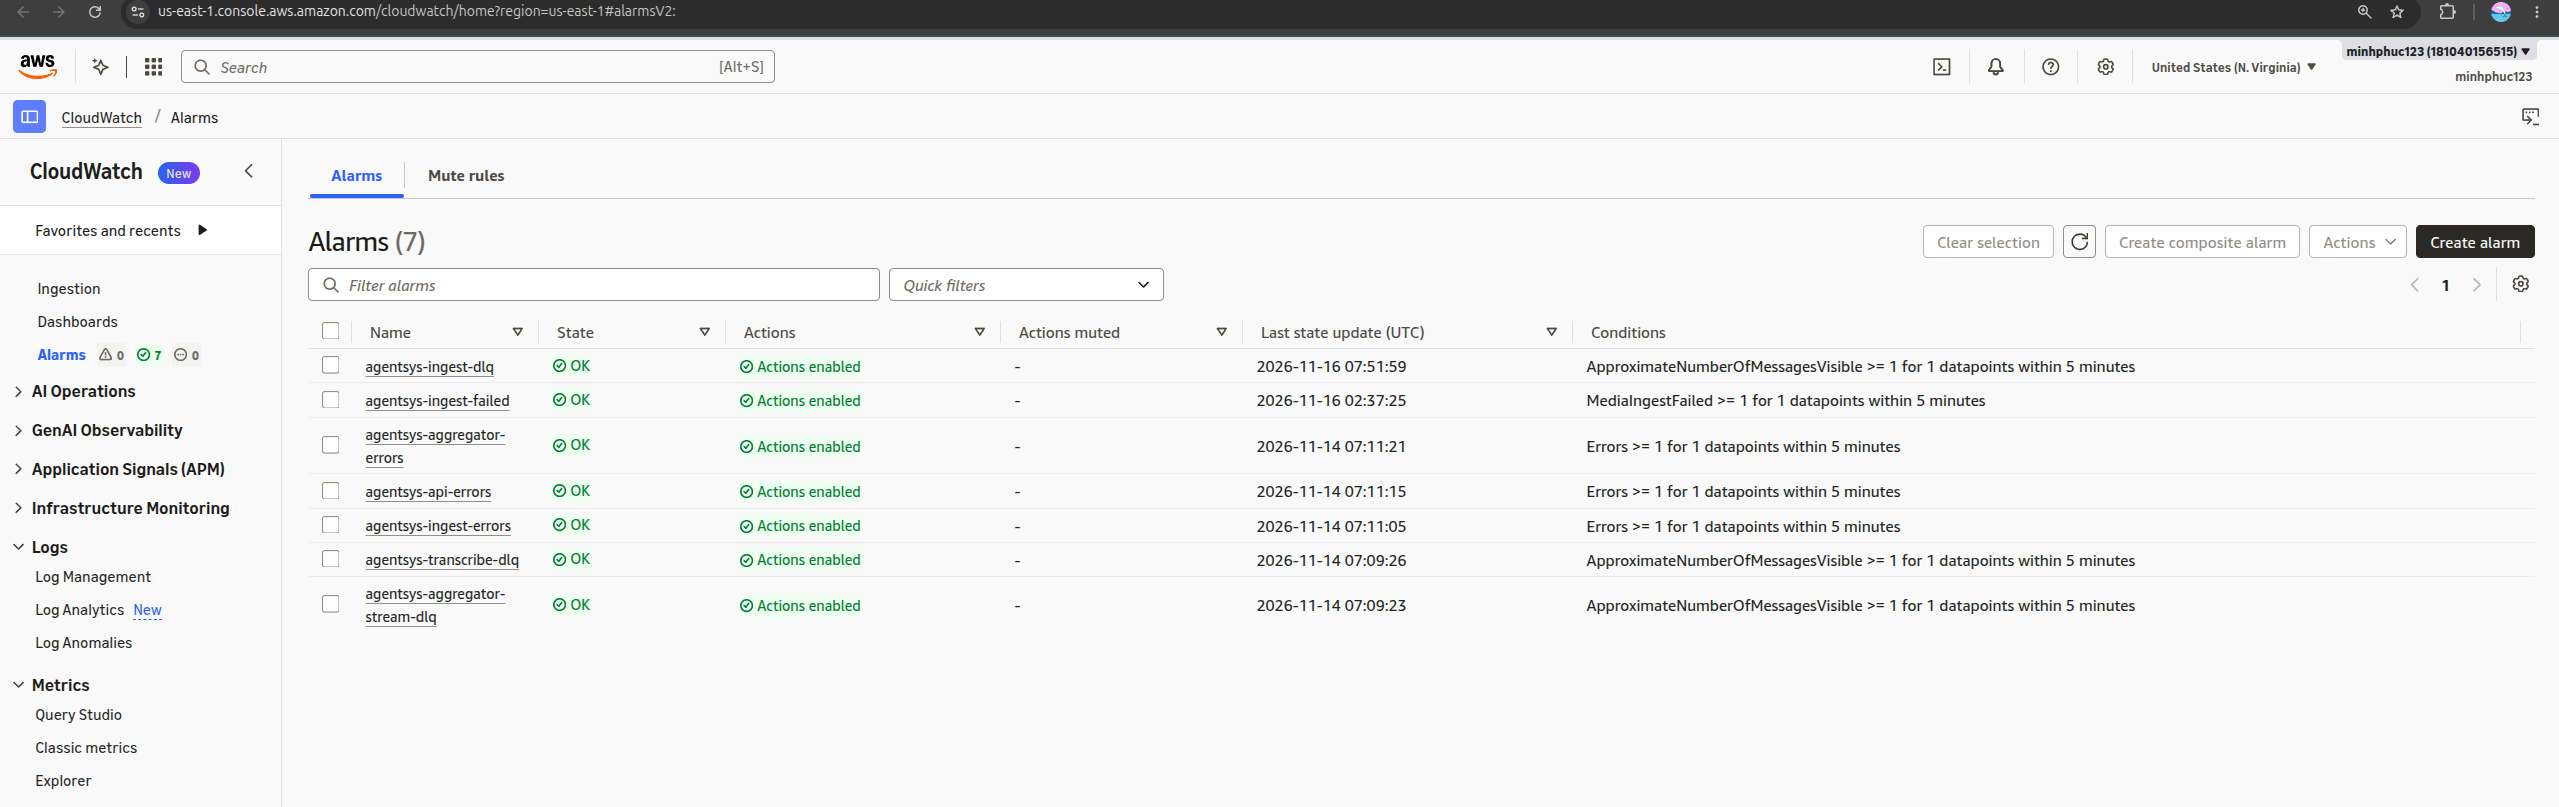 us-east-1.console.aws.amazon.com/cloudwatch/home?region=us-east-1#alarmsV2:
aws
Search
[Alt+S]
United States (N. Virginia)
minhphuc123 (181040156515)
minhphuc123
CloudWatch / Alarms
CloudWatch New
Favorites and recents
Ingestion
Dashboards
Alarms 0 7 0
AI Operations
GenAI Observability
Application Signals (APM)
Infrastructure Monitoring
Logs
Log Management
Log Analytics New
Log Anomalies
Metrics
Query Studio
Classic metrics
Explorer
Alarms Mute rules
Alarms (7)
Clear selection Create composite alarm Actions Create alarm
Filter alarms Quick filters 1
Name State Actions Actions muted Last state update (UTC) Conditions
agentsys-ingest-dlq OK Actions enabled - 2026-11-16 07:51:59 ApproximateNumberOfMessagesVisible >= 1 for 1 datapoints within 5 minutes
agentsys-ingest-failed OK Actions enabled - 2026-11-16 02:37:25 MediaIngestFailed >= 1 for 1 datapoints within 5 minutes
agentsys-aggregator-
errors OK Actions enabled - 2026-11-14 07:11:21 Errors >= 1 for 1 datapoints within 5 minutes
agentsys-api-errors OK Actions enabled - 2026-11-14 07:11:15 Errors >= 1 for 1 datapoints within 5 minutes
agentsys-ingest-errors OK Actions enabled - 2026-11-14 07:11:05 Errors >= 1 for 1 datapoints within 5 minutes
agentsys-transcribe-dlq OK Actions enabled - 2026-11-14 07:09:26 ApproximateNumberOfMessagesVisible >= 1 for 1 datapoints within 5 minutes
agentsys-aggregator-
stream-dlq OK Actions enabled - 2026-11-14 07:09:23 ApproximateNumberOfMessagesVisible >= 1 for 1 datapoints within 5 minutes